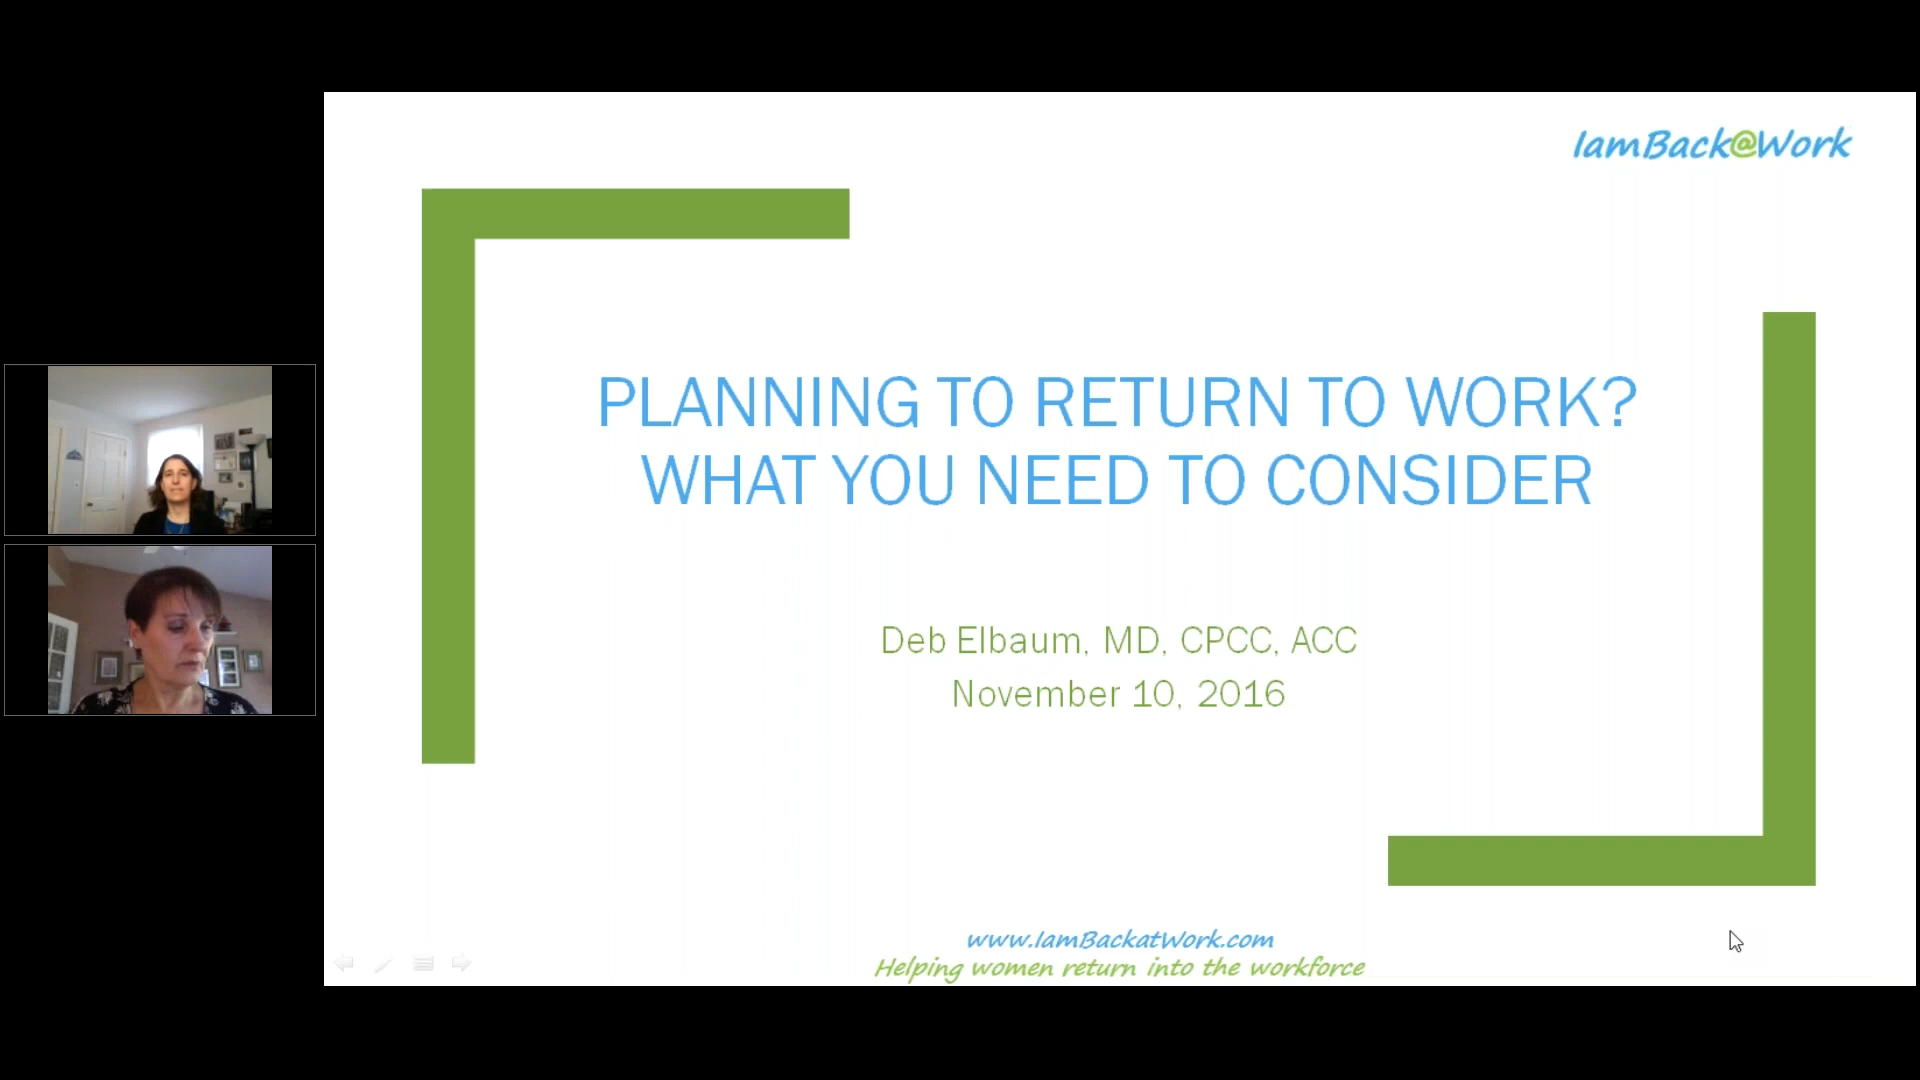 IamBack@Work
PLANNING TO RETURN TO WORK?
WHAT YOU NEED TO CONSIDER
Deb Elbaum, MD, CPCC, ACC
November 10, 2016
www.IamBackatWork.com
Helping women return into the workforce